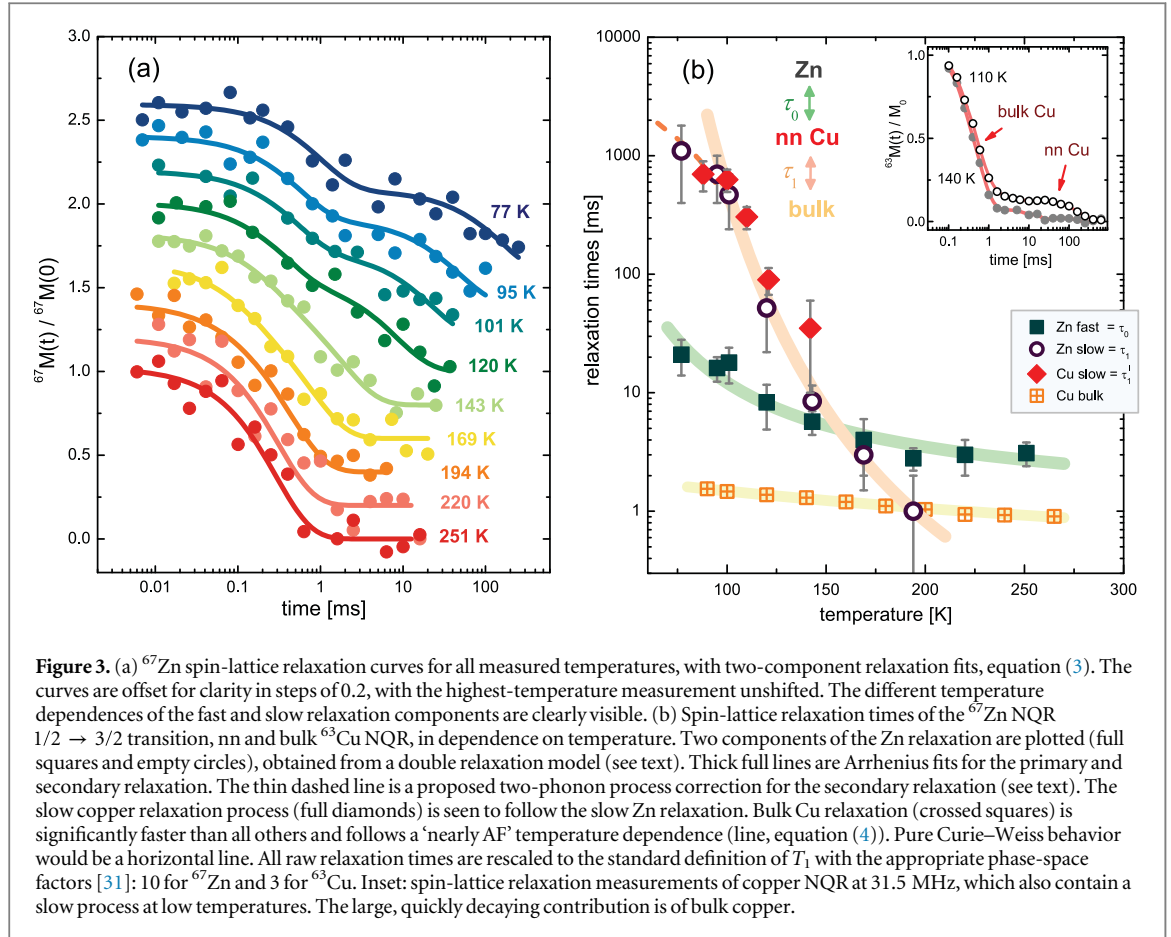 (a)
3.0
2.5
2.0
1.5
1.0
0.5
0.0
⁶⁷M(t) / ⁶⁷M(0)
77 K
95 K
101 K
120 K
143 K
169 K
194 K
220 K
251 K
0.01 0.1 1 10 100
time [ms]
(b)
10000
1000
100
10
1
relaxation times [ms]
Zn
τ₀
nn Cu
τ₁
bulk
1.0
0.5
0.0
⁶³M(t) / M₀
110 K
bulk Cu
nn Cu
140 K
0.1 1 10 100
time [ms]
Zn fast = τ₀
Zn slow = τ₁
Cu slow = τ₁'
Cu bulk
100 150 200 250 300
temperature [K]
Figure 3. (a) ⁶⁷Zn spin-lattice relaxation curves for all measured temperatures, with two-component relaxation fits, equation (3). The
curves are offset for clarity in steps of 0.2, with the highest-temperature measurement unshifted. The different temperature
dependences of the fast and slow relaxation components are clearly visible. (b) Spin-lattice relaxation times of the ⁶⁷Zn NQR
1/2 → 3/2 transition, nn and bulk ⁶³Cu NQR, in dependence on temperature. Two components of the Zn relaxation are plotted (full
squares and empty circles), obtained from a double relaxation model (see text). Thick full lines are Arrhenius fits for the primary and
secondary relaxation. The thin dashed line is a proposed two-phonon process correction for the secondary relaxation (see text). The
slow copper relaxation process (full diamonds) is seen to follow the slow Zn relaxation. Bulk Cu relaxation (crossed squares) is
significantly faster than all others and follows a ‘nearly AF’ temperature dependence (line, equation (4)). Pure Curie–Weiss behavior
would be a horizontal line. All raw relaxation times are rescaled to the standard definition of T₁ with the appropriate phase-space
factors [31]: 10 for ⁶⁷Zn and 3 for ⁶³Cu. Inset: spin-lattice relaxation measurements of copper NQR at 31.5 MHz, which also contain a
slow process at low temperatures. The large, quickly decaying contribution is of bulk copper.